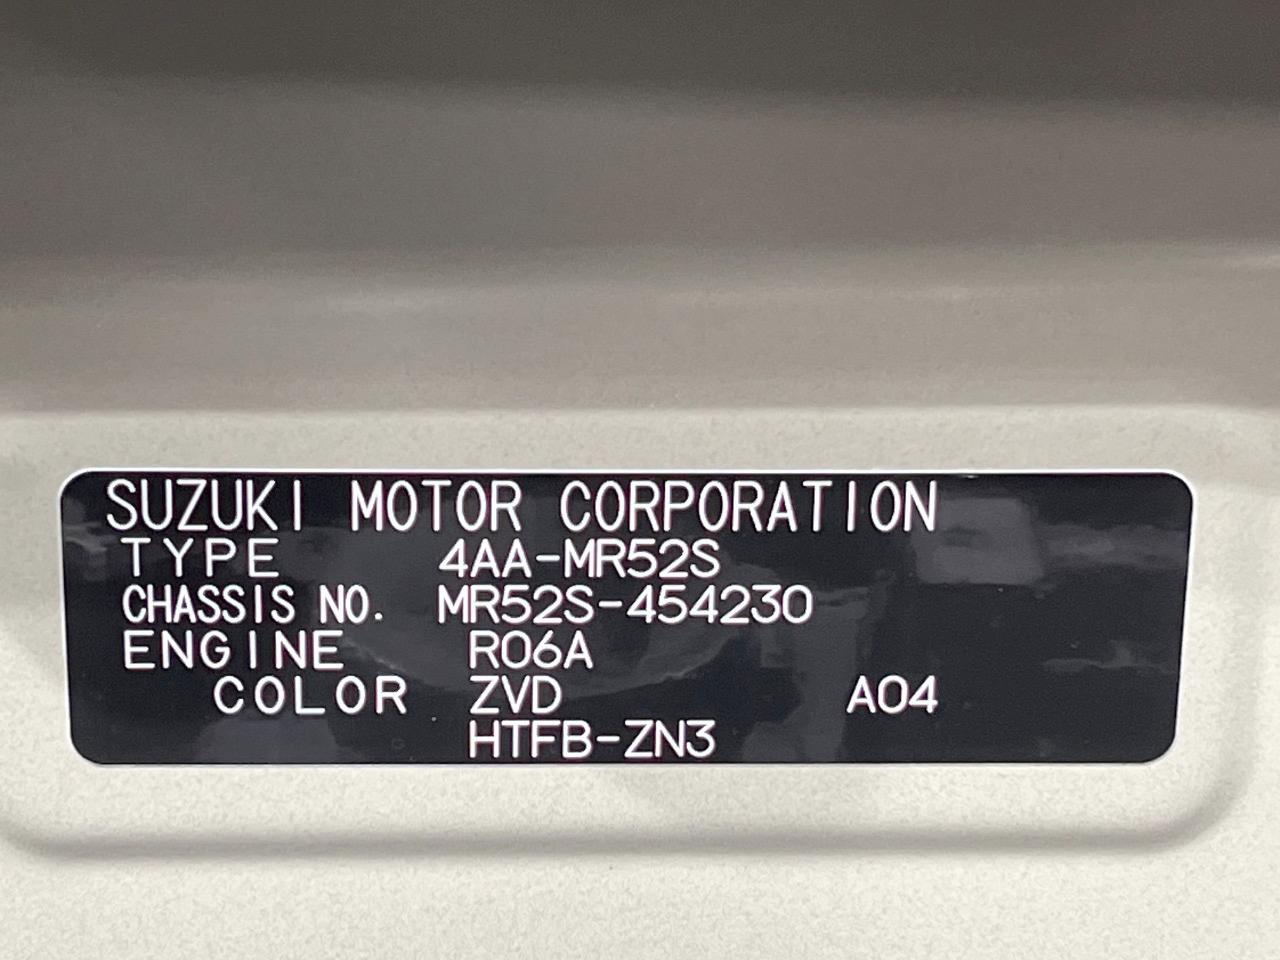 SUZUKI MOTOR CORPORATION
TYPE 4AA-MR52S
CHASSIS NO. MR52S-454230
ENGINE R06A
COLOR ZVD A04
HTFB-ZN3